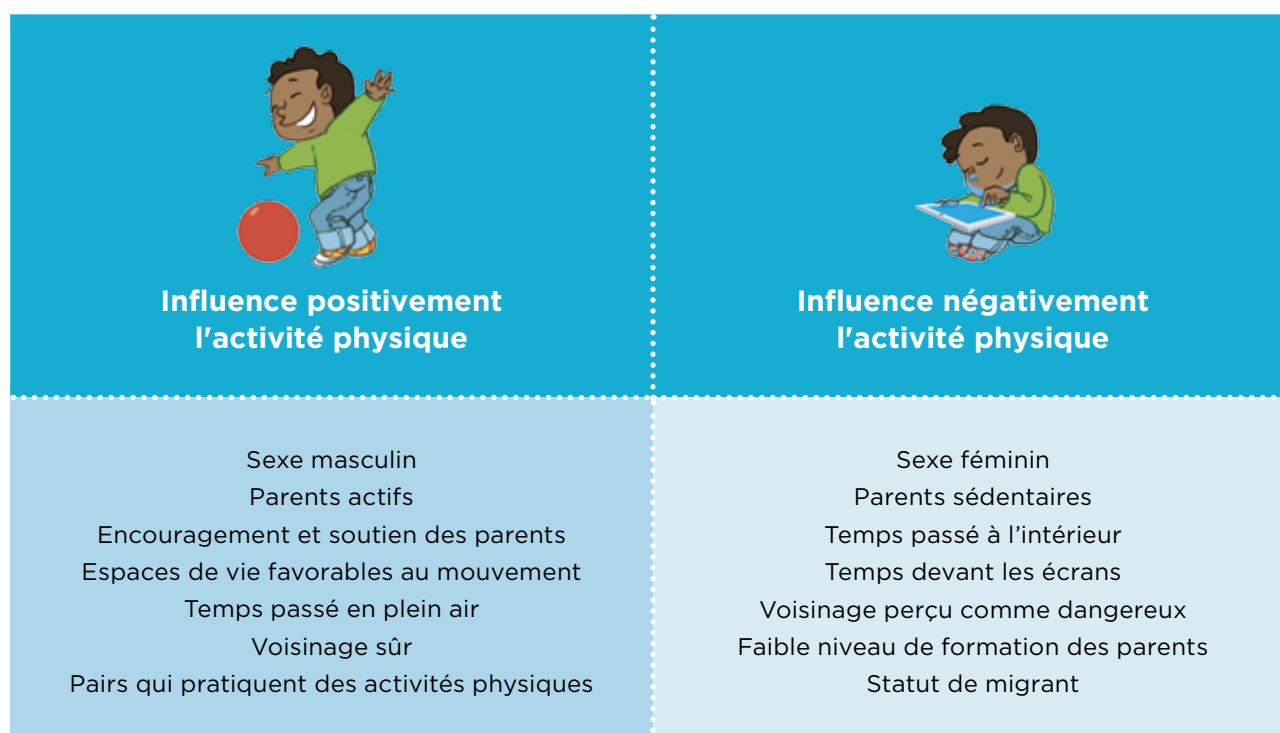 Influence positivement
l'activité physique
Influence négativement
l'activité physique
Sexe masculin
Parents actifs
Encouragement et soutien des parents
Espaces de vie favorables au mouvement
Temps passé en plein air
Voisinage sûr
Pairs qui pratiquent des activités physiques
Sexe féminin
Parents sédentaires
Temps passé à l’intérieur
Temps devant les écrans
Voisinage perçu comme dangereux
Faible niveau de formation des parents
Statut de migrant